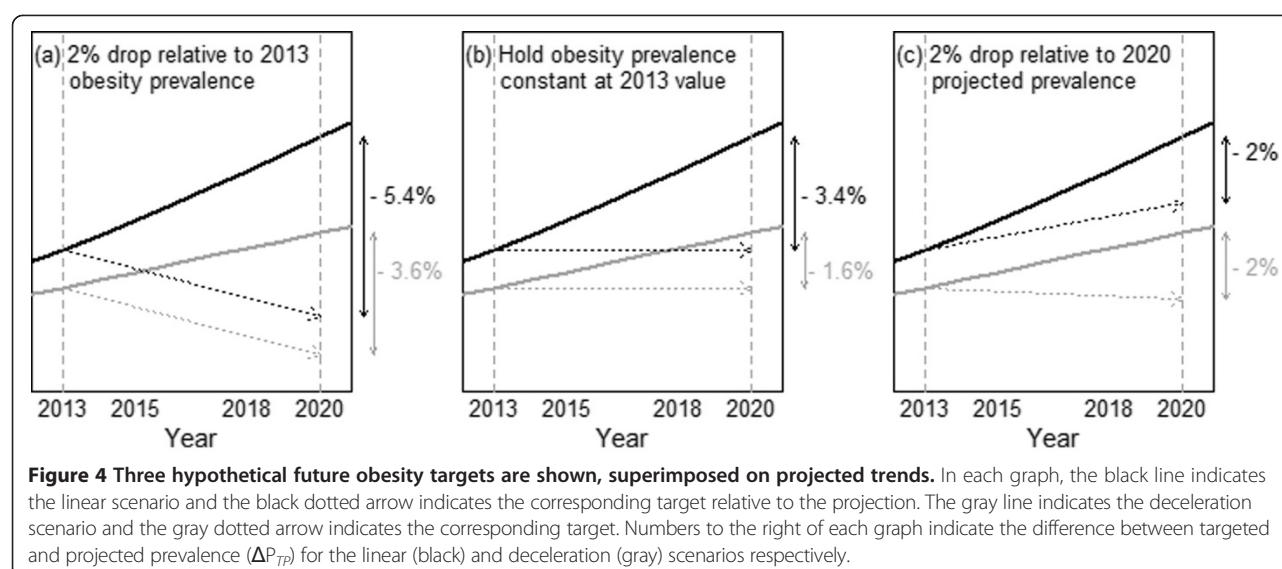 (a) 2% drop relative to 2013
obesity prevalence
- 5.4%
- 3.6%
2013 2015 2018 2020
Year
(b) Hold obesity prevalence
constant at 2013 value
- 3.4%
- 1.6%
2013 2015 2018 2020
Year
(c) 2% drop relative to 2020
projected prevalence
- 2%
- 2%
2013 2015 2018 2020
Year
Figure 4 Three hypothetical future obesity targets are shown, superimposed on projected trends. In each graph, the black line indicates
the linear scenario and the black dotted arrow indicates the corresponding target relative to the projection. The gray line indicates the deceleration
scenario and the gray dotted arrow indicates the corresponding target. Numbers to the right of each graph indicate the difference between targeted
and projected prevalence (ΔP_TP) for the linear (black) and deceleration (gray) scenarios respectively.